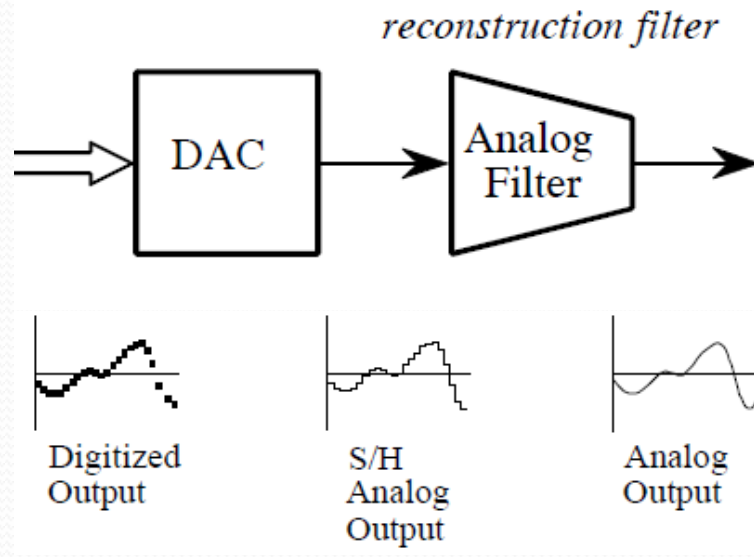 reconstruction filter
DAC
Analog
Filter
Digitized
Output
S/H
Analog
Output
Analog
Output